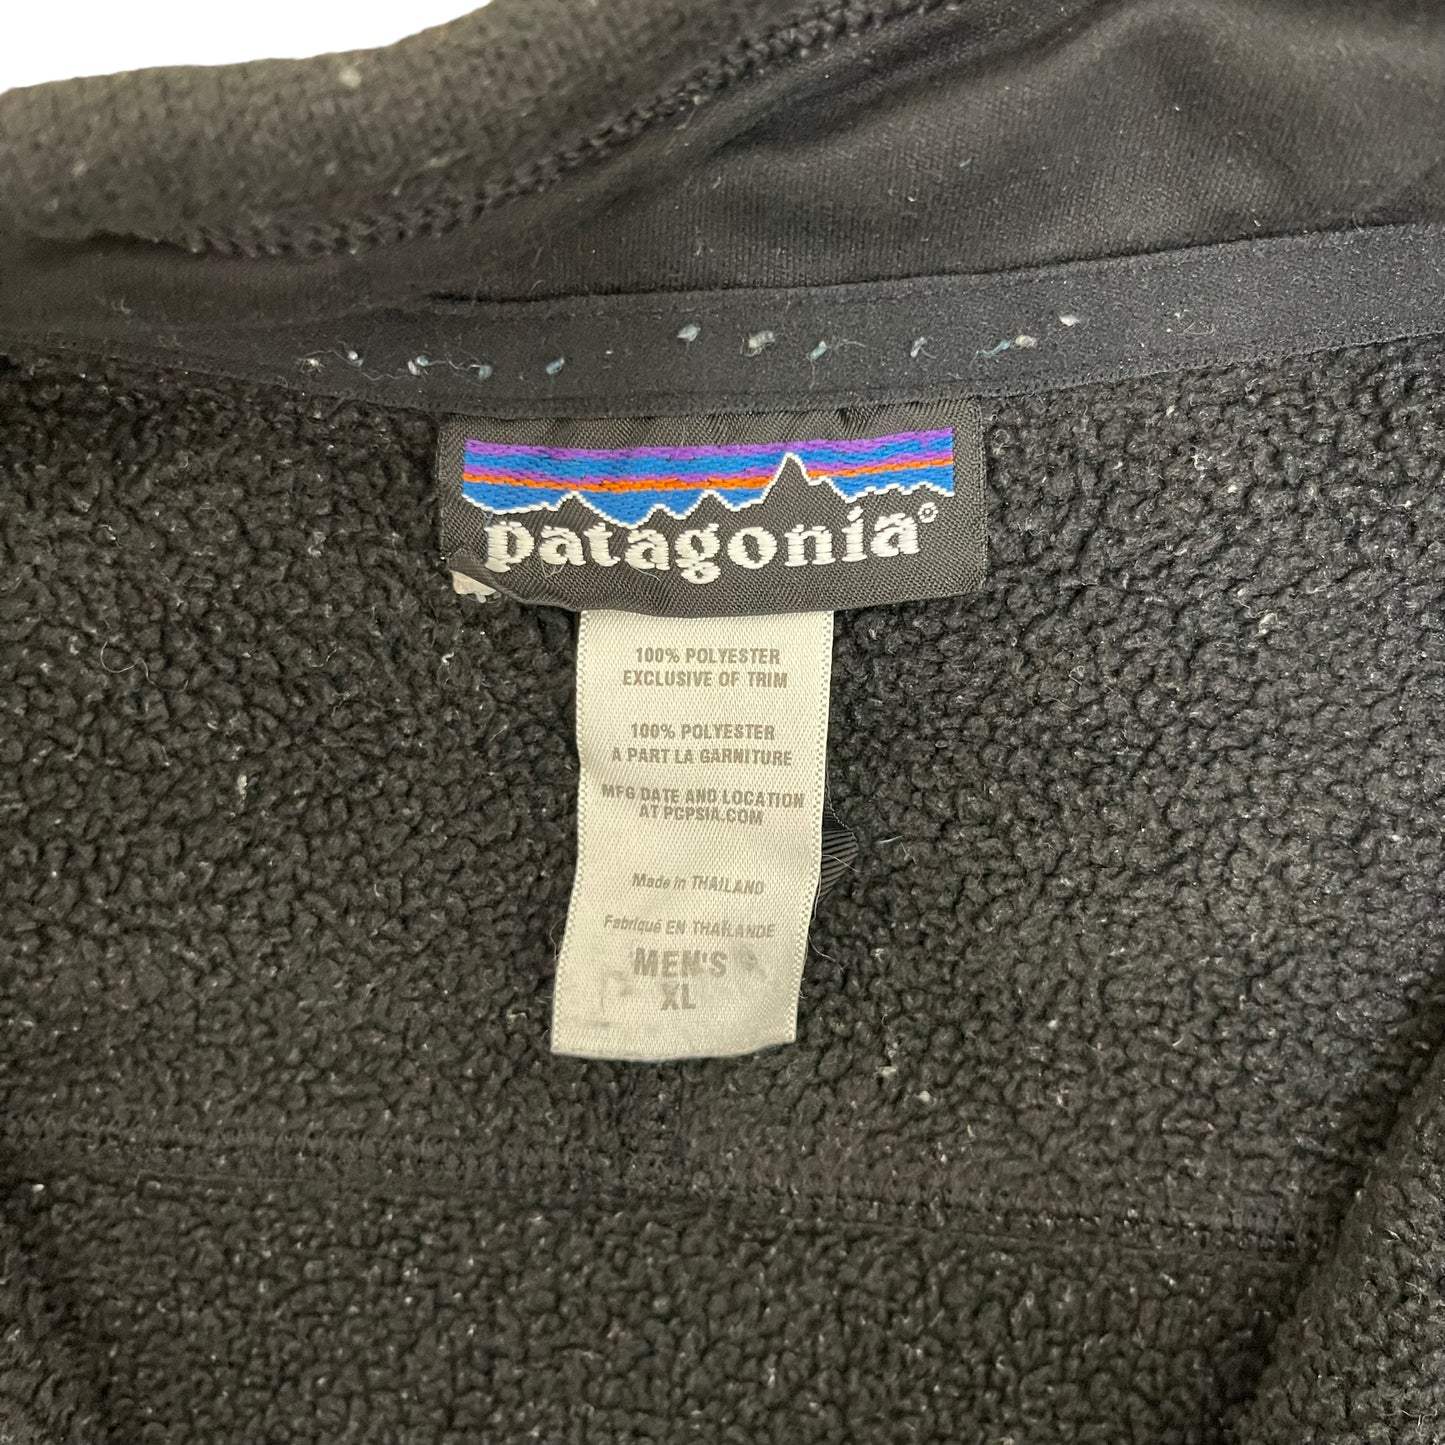 patagonia®
100% POLYESTER
EXCLUSIVE OF TRIM
100% POLYESTER
A PART LA GARNITURE
MFG DATE AND LOCATION
AT PCPSIA.COM
Made in THAILAND
Fabriqué EN THAÏLANDE
MEN'S
XL